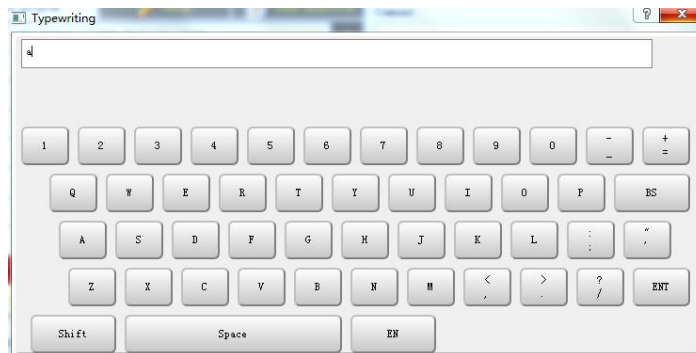 Typewriting
a
1 2 3 4 5 6 7 8 9 0 - _ + =
Q W E R T Y U I O P BS
A S D F G H J K L : ; " ,
Z X C V B N M < , > . ? / ENT
Shift Space EN